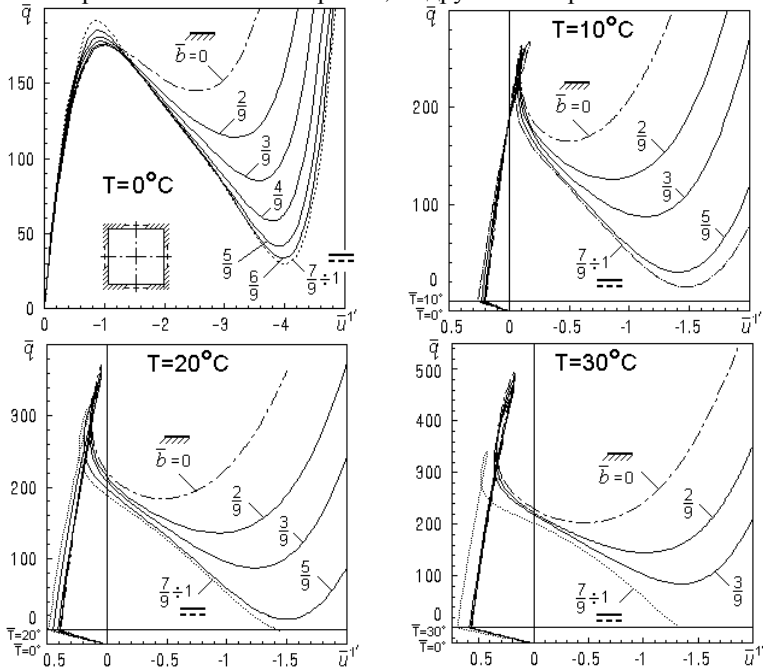 q̄
150
100
50
0
0 -1 -2 -3 -4 ū¹′
T=0°C
b̄=0
2/9
3/9
4/9
5/9
6/9
7/9÷1
q̄
T=10°C
200
100
0
T̄=10°
T̄=0°
0.5 0 -0.5 -1 -1.5 ū¹′
b̄=0
2/9
3/9
5/9
7/9÷1
q̄
T=20°C
300
200
100
0
T̄=20°
T̄=0°
0.5 0 -0.5 -1 -1.5 ū¹′
b̄=0
2/9
3/9
5/9
7/9÷1
q̄
T=30°C
500
400
300
200
100
0
T̄=30°
T̄=0°
0.5 0 -0.5 -1 -1.5 ū¹′
b̄=0
2/9
3/9
7/9÷1